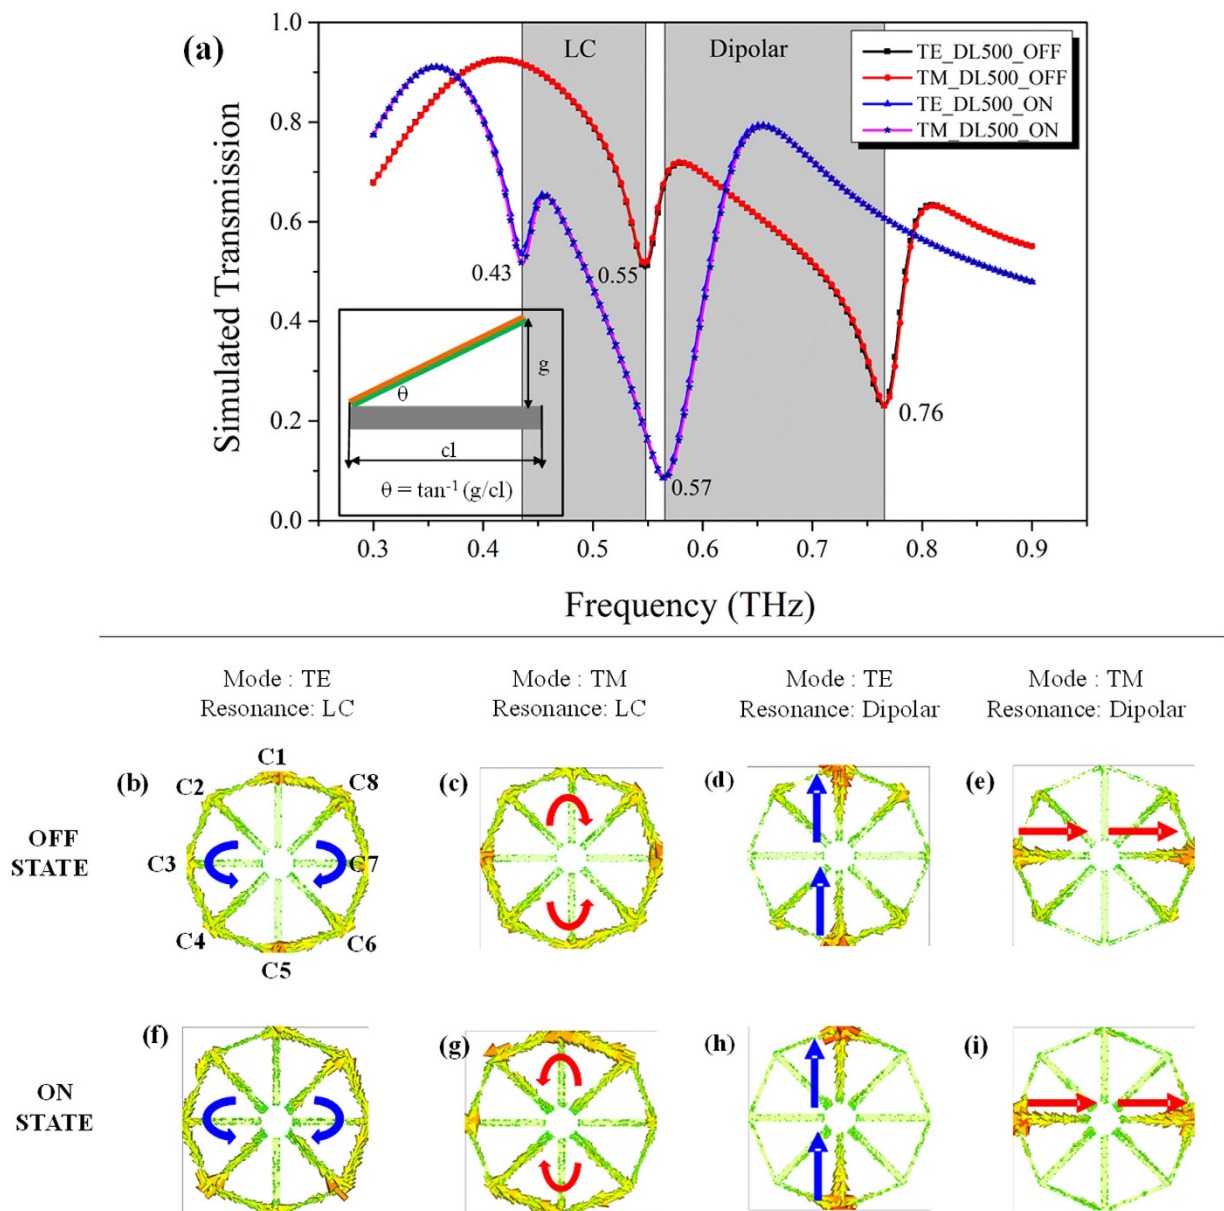 (a)
LC
Dipolar
TE_DL500_OFF
TM_DL500_OFF
TE_DL500_ON
TM_DL500_ON
1.0
0.8
0.6
0.4
0.2
0.0
Simulated Transmission
0.43
0.55
0.57
0.76
θ
g
cl
θ = tan⁻¹ (g/cl)
0.3 0.4 0.5 0.6 0.7 0.8 0.9
Frequency (THz)
Mode : TE
Resonance: LC
Mode : TM
Resonance: LC
Mode : TE
Resonance: Dipolar
Mode : TM
Resonance: Dipolar
OFF
STATE
(b)
C1
C2
C3
C4
C5
C6
C7
C8
(c)
(d)
(e)
ON
STATE
(f)
(g)
(h)
(i)